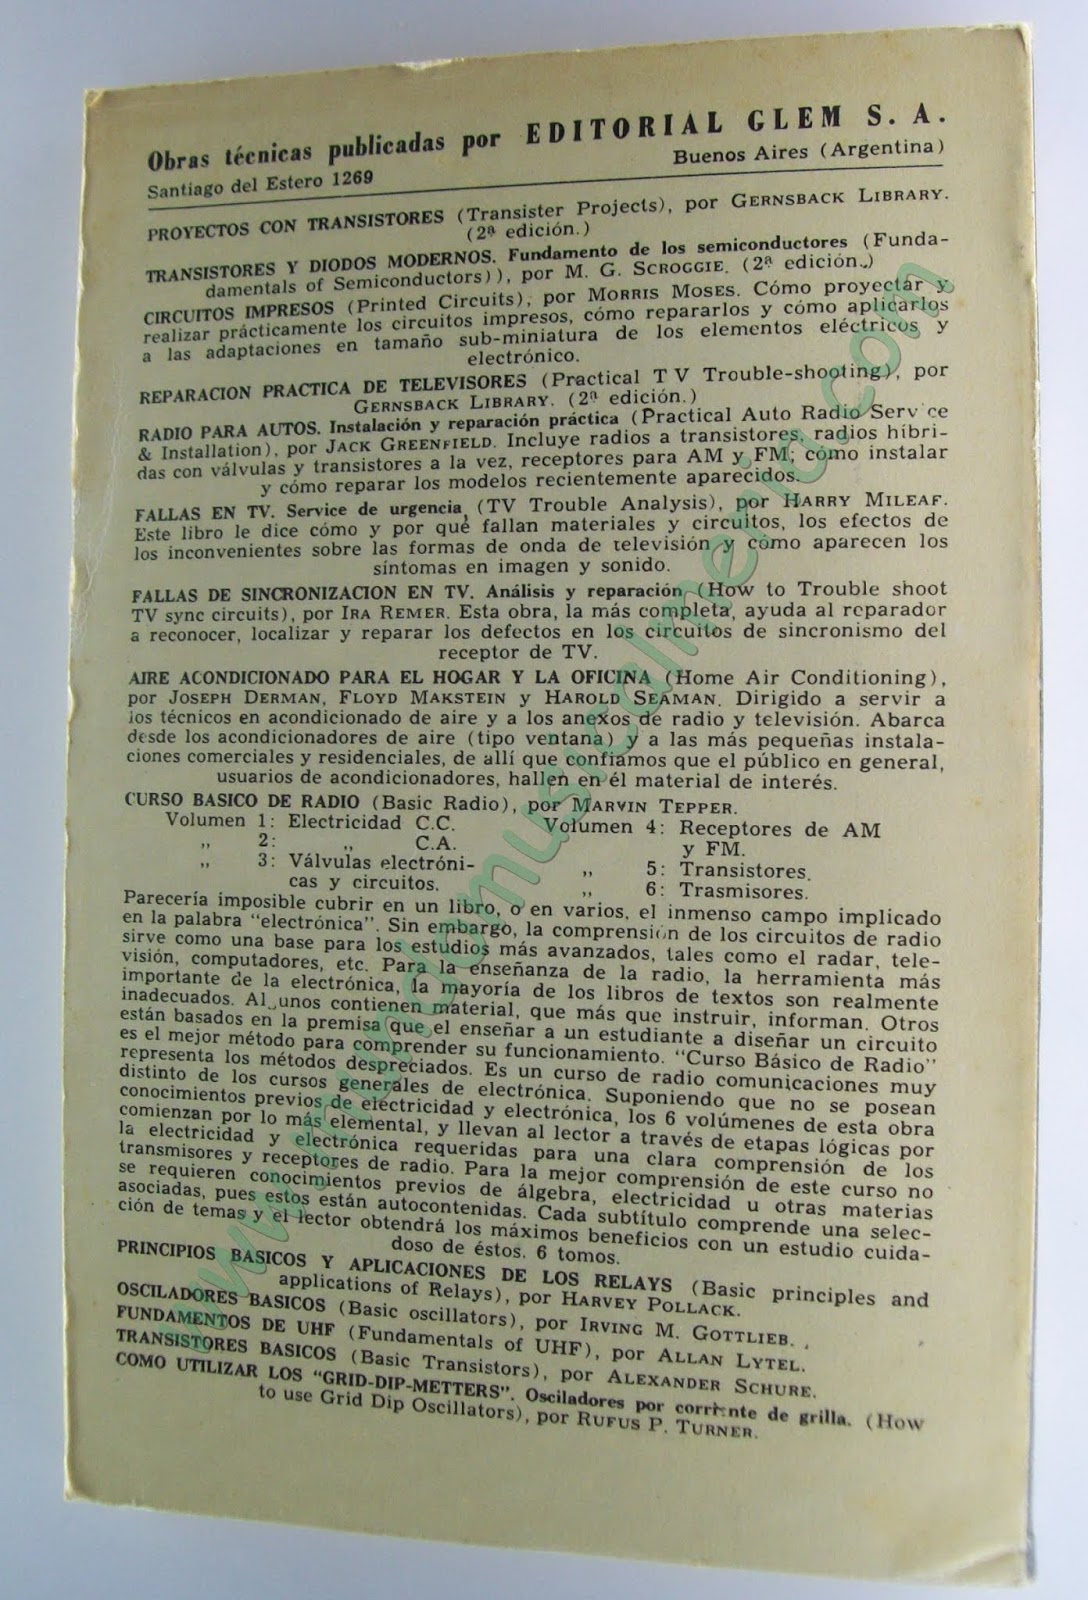 Obras técnicas publicadas por EDITORIAL GLEM S. A.
Santiago del Estero 1269 Buenos Aires (Argentina)
PROYECTOS CON TRANSISTORES (Transister Projects), por GERNSBACK LIBRARY.
(2ª edición.)
TRANSISTORES Y DIODOS MODERNOS. Fundamento de los semiconductores (Funda-
damentals of Semiconductors)), por M. G. SCROGGIE. (2ª edición.)
CIRCUITOS IMPRESOS (Printed Circuits), por MORRIS MOSES. Cómo proyectar y
realizar prácticamente los circuitos impresos, cómo repararlos y cómo aplicarlos
a las adaptaciones en tamaño sub-miniatura de los elementos eléctricos y
electrónico.
REPARACION PRACTICA DE TELEVISORES (Practical T V Trouble-shooting), por
GERNSBACK LIBRARY. (2ª edición.)
RADIO PARA AUTOS. Instalación y reparación práctica (Practical Auto Radio Serv ce
& Installation), por JACK GREENFIELD. Incluye radios a transistores, radios híbri-
das con válvulas y transistores a la vez, receptores para AM y FM; cómo instalar
y cómo reparar los modelos recientemente aparecidos.
FALLAS EN TV. Service de urgencia, (TV Trouble Analysis), por HARRY MILEAF.
Este libro le dice cómo y por qué fallan materiales y circuitos, los efectos de
los inconvenientes sobre las formas de onda de televisión y cómo aparecen los
síntomas en imagen y sonido.
FALLAS DE SINCRONIZACION EN TV. Análisis y reparación (How to Trouble shoot
TV sync circuits), por IRA REMER. Esta obra, la más completa, ayuda al reparador
a reconocer, localizar y reparar los defectos en los circuitos de sincronismo del
receptor de TV.
AIRE ACONDICIONADO PARA EL HOGAR Y LA OFICINA (Home Air Conditioning),
por JOSEPH DERMAN, FLOYD MAKSTEIN y HAROLD SEAMAN. Dirigido a servir a
los técnicos en acondicionado de aire y a los anexos de radio y televisión. Abarca
desde los acondicionadores de aire (tipo ventana) y a las más pequeñas instala-
ciones comerciales y residenciales, de allí que confiamos que el público en general,
usuarios de acondicionadores, hallen en él material de interés.
CURSO BASICO DE RADIO (Basic Radio), por MARVIN TEPPER.
Volumen 1: Electricidad C.C. Volumen 4: Receptores de AM
„ 2: „ C.A. y FM.
„ 3: Válvulas electróni- „ 5: Transistores.
cas y circuitos. „ 6: Trasmisores.
Parecería imposible cubrir en un libro, o en varios, el inmenso campo implicado
en la palabra "electrónica". Sin embargo, la comprensión de los circuitos de radio
sirve como una base para los estudios más avanzados, tales como el radar, tele-
visión, computadores, etc. Para la enseñanza de la radio, la herramienta más
importante de la electrónica, la mayoría de los libros de textos son realmente
inadecuados. Al unos contienen material, que más que instruir, informan. Otros
están basados en la premisa que el enseñar a un estudiante a diseñar un circuito
es el mejor método para comprender su funcionamiento. "Curso Básico de Radio"
representa los métodos despreciados. Es un curso de radio comunicaciones muy
distinto de los cursos generales de electrónica. Suponiendo que no se posean
conocimientos previos de electricidad y electrónica, los 6 volúmenes de esta obra
comienzan por lo más elemental, y llevan al lector a través de etapas lógicas por
la electricidad y electrónica requeridas para una clara comprensión de los
transmisores y receptores de radio. Para la mejor comprensión de este curso no
se requieren conocimientos previos de álgebra, electricidad u otras materias
asociadas, pues estos están autocontenidas. Cada subtítulo comprende una selec-
ción de temas y el lector obtendrá los máximos beneficios con un estudio cuida-
doso de éstos. 6 tomos.
PRINCIPIOS BASICOS Y APLICACIONES DE LOS RELAYS (Basic principles and
applications of Relays), por HARVEY POLLACK.
OSCILADORES BASICOS (Basic oscillators), por IRVING M. GOTTLIEB.
FUNDAMENTOS DE UHF (Fundamentals of UHF), por ALLAN LYTEL.
TRANSISTORES BASICOS (Basic Transistors), por ALEXANDER SCHURE.
COMO UTILIZAR LOS "GRID-DIP-METTERS". Osciladores por corriente de grilla. (How
to use Grid Dip Oscillators), por RUFUS P. TURNER.